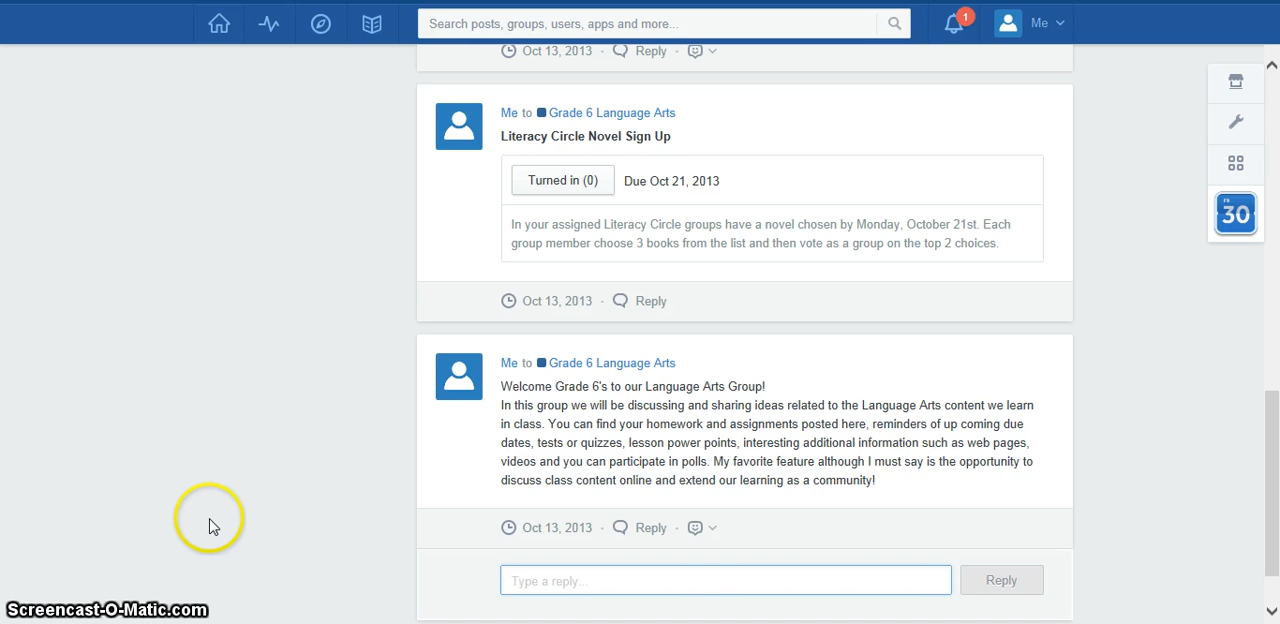 Search posts, groups, users, apps and more...
1
Me
Oct 13, 2013 · Reply ·
Me to Grade 6 Language Arts
Literacy Circle Novel Sign Up
Turned in (0) Due Oct 21, 2013
In your assigned Literacy Circle groups have a novel chosen by Monday, October 21st. Each
group member choose 3 books from the list and then vote as a group on the top 2 choices.
Oct 13, 2013 · Reply
Me to Grade 6 Language Arts
Welcome Grade 6's to our Language Arts Group!
In this group we will be discussing and sharing ideas related to the Language Arts content we learn
in class. You can find your homework and assignments posted here, reminders of up coming due
dates, tests or quizzes, lesson power points, interesting additional information such as web pages,
videos and you can participate in polls. My favorite feature although I must say is the opportunity to
discuss class content online and extend our learning as a community!
Oct 13, 2013 · Reply ·
Type a reply...
Reply
30
Screencast-O-Matic.com